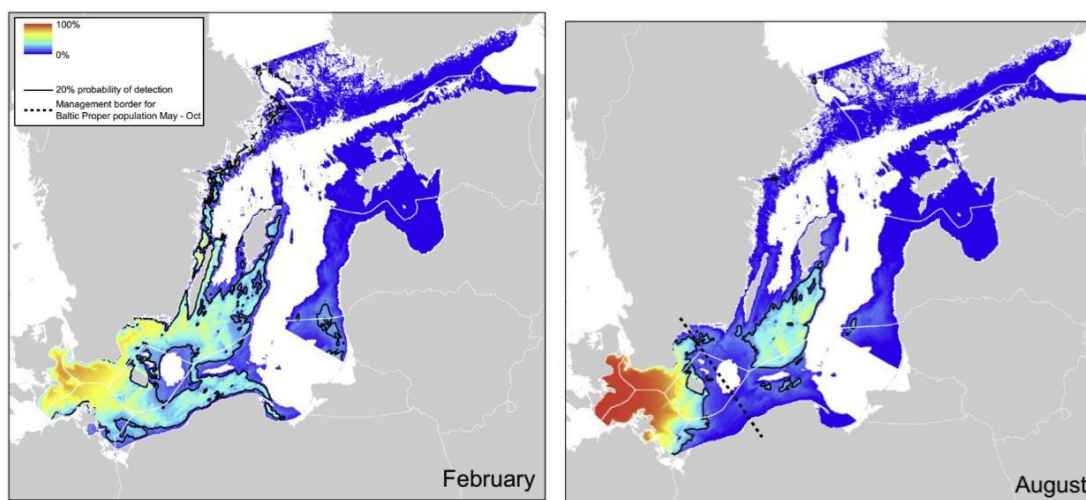 100%
0%
20% probability of detection
Management border for
Baltic Proper population May - Oct
February
August